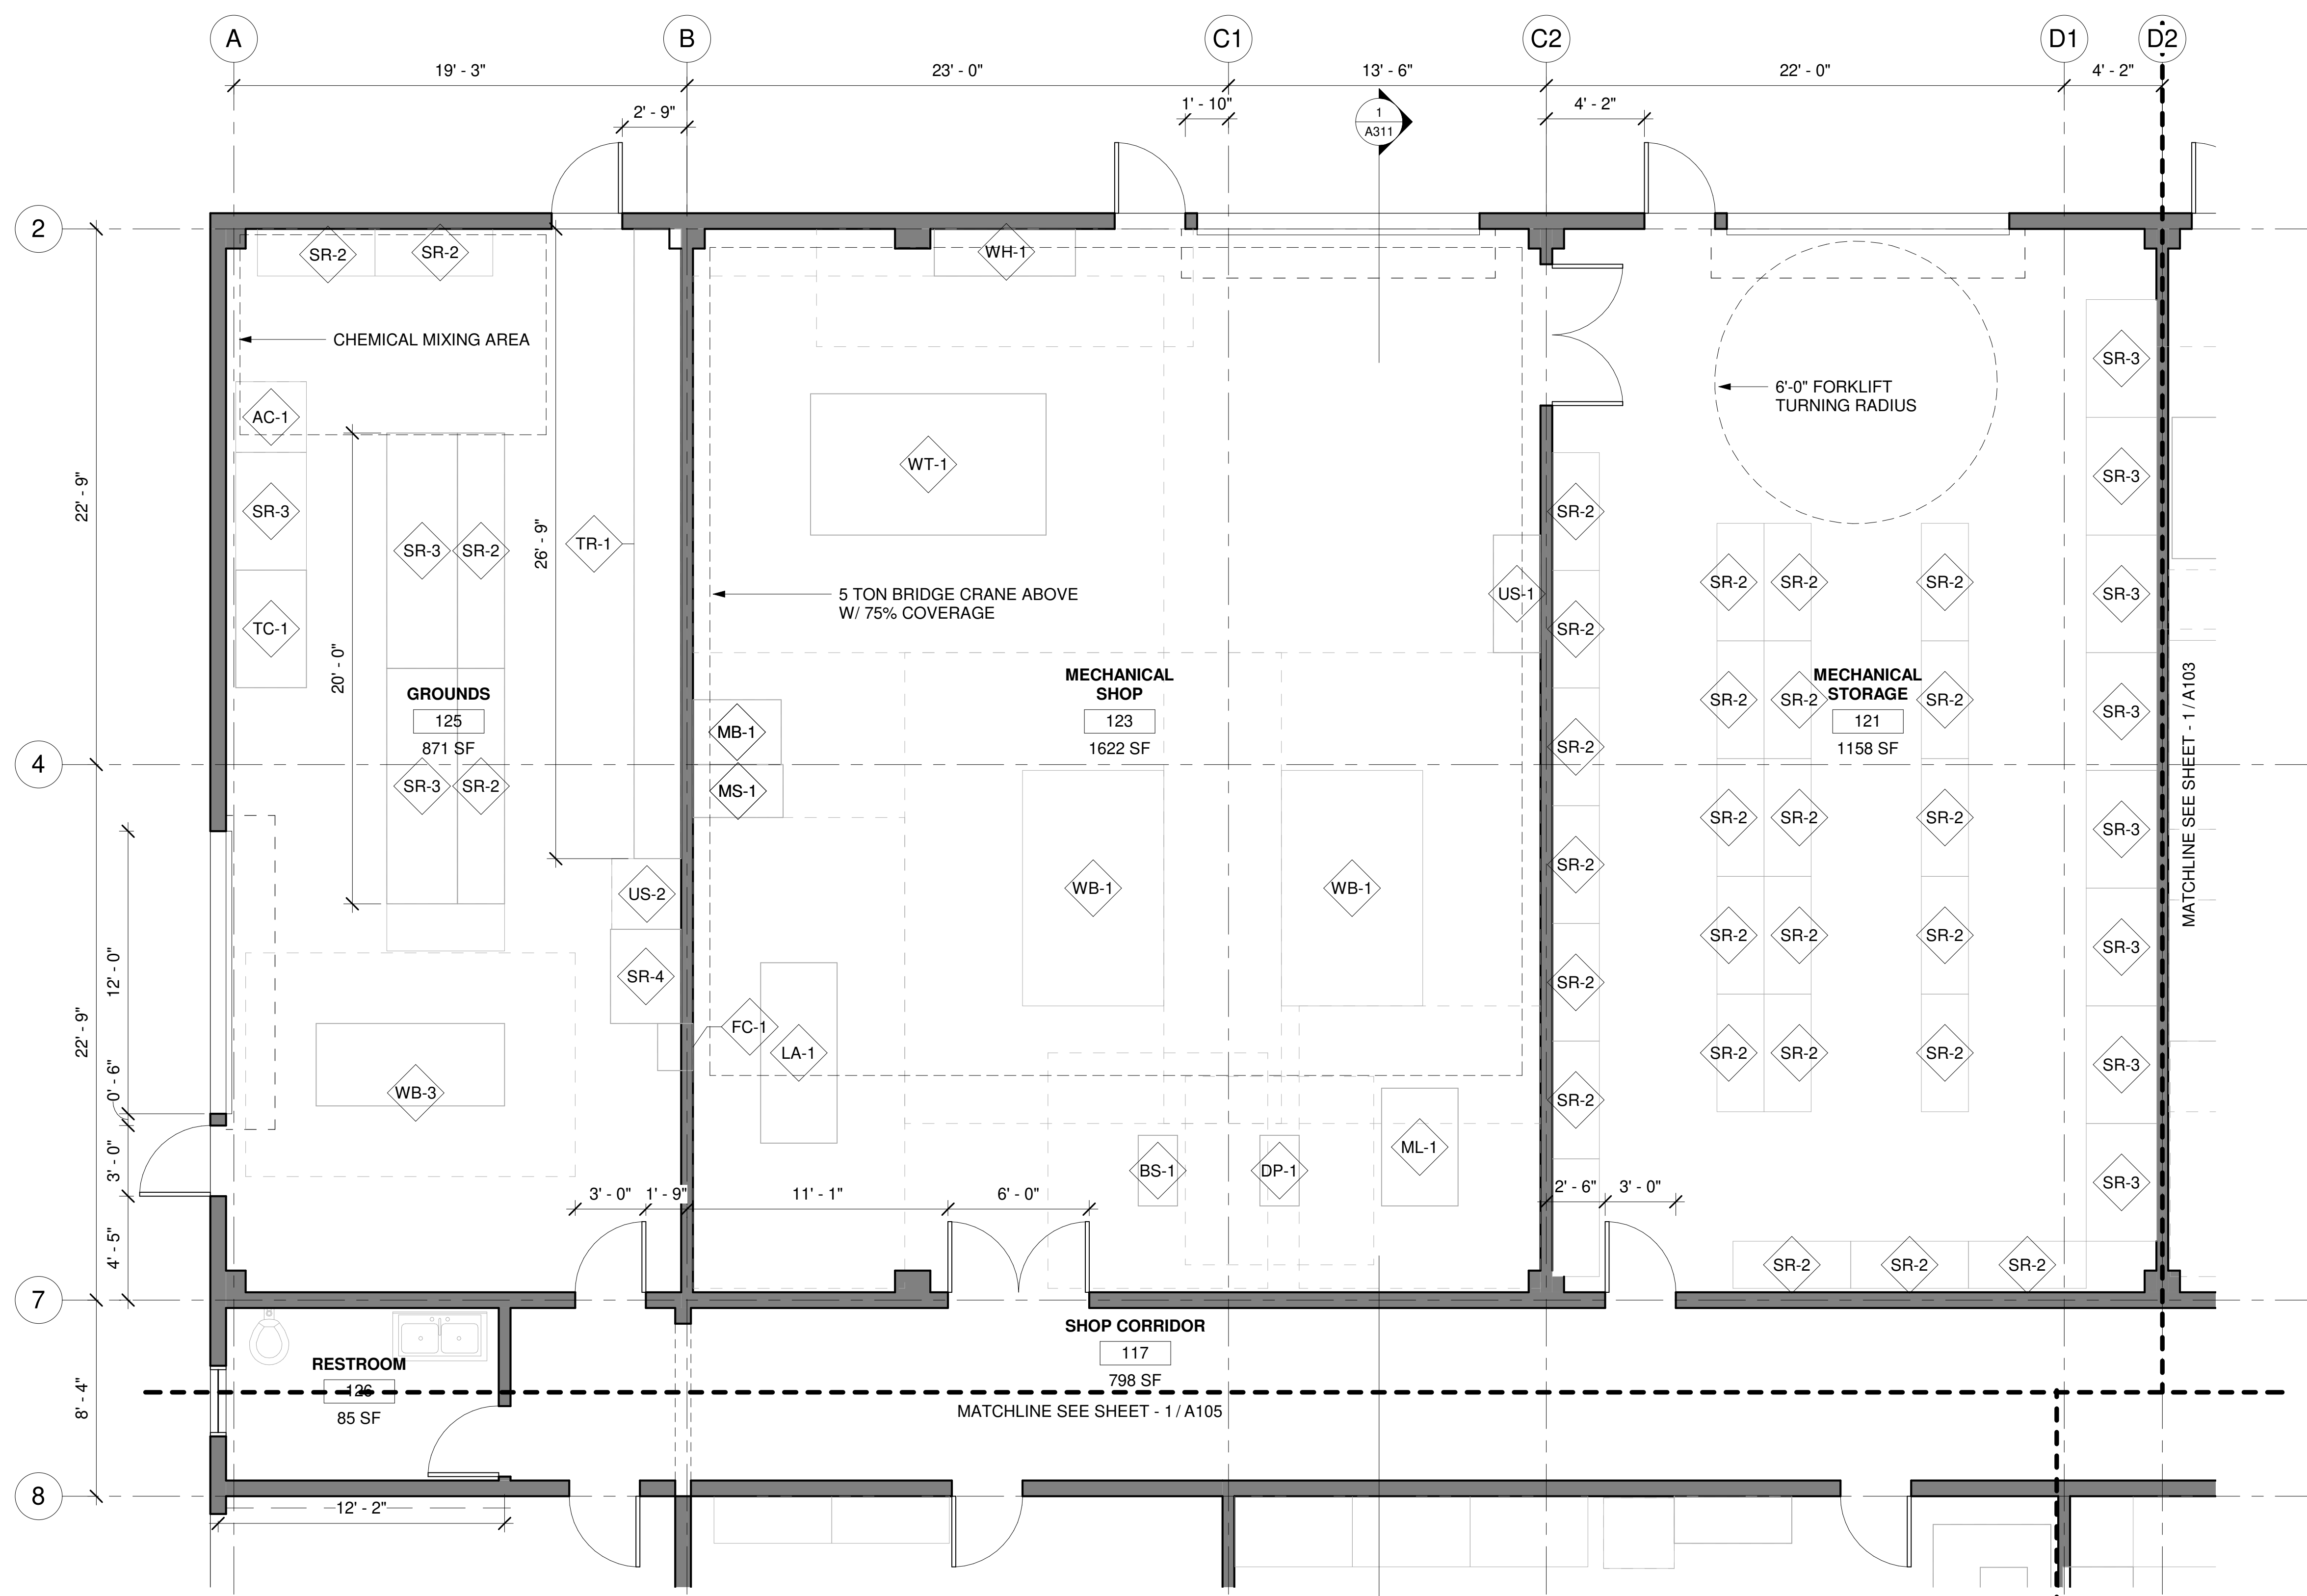 A
B
C1
C2
D1
D2
19' - 3"
23' - 0"
13' - 6"
22' - 0"
4' - 2"
2' - 9"
1' - 10"
1
A311
4' - 2"
2
SR-2
SR-2
WH-1
CHEMICAL MIXING AREA
SR-3
6'-0" FORKLIFT
TURNING RADIUS
AC-1
WT-1
SR-3
22' - 9"
SR-3
SR-2
SR-3
SR-2
26' - 9"
TR-1
5 TON BRIDGE CRANE ABOVE
W/ 75% COVERAGE
US-1
SR-2
SR-2
SR-2
SR-3
TC-1
SR-2
20' - 0"
GROUNDS
125
871 SF
MECHANICAL
SHOP
123
1622 SF
MECHANICAL
STORAGE
121
1158 SF
SR-2
SR-2
SR-2
SR-3
MATCHLINE SEE SHEET - 1 / A103
MB-1
MS-1
4
SR-2
SR-3
SR-2
SR-2
SR-2
SR-2
SR-3
US-2
WB-1
WB-1
SR-2
SR-2
SR-2
SR-2
SR-3
12' - 0"
SR-4
SR-2
22' - 9"
FC-1
LA-1
SR-2
SR-2
SR-2
SR-3
0' - 6"
WB-3
SR-2
3' - 0"
BS-1
DP-1
ML-1
SR-3
3' - 0"
1' - 9"
11' - 1"
6' - 0"
2' - 6"
3' - 0"
4' - 5"
SR-2
SR-2
SR-2
7
SHOP CORRIDOR
117
798 SF
RESTROOM
126
85 SF
8' - 4"
MATCHLINE SEE SHEET - 1 / A105
8
12' - 2"